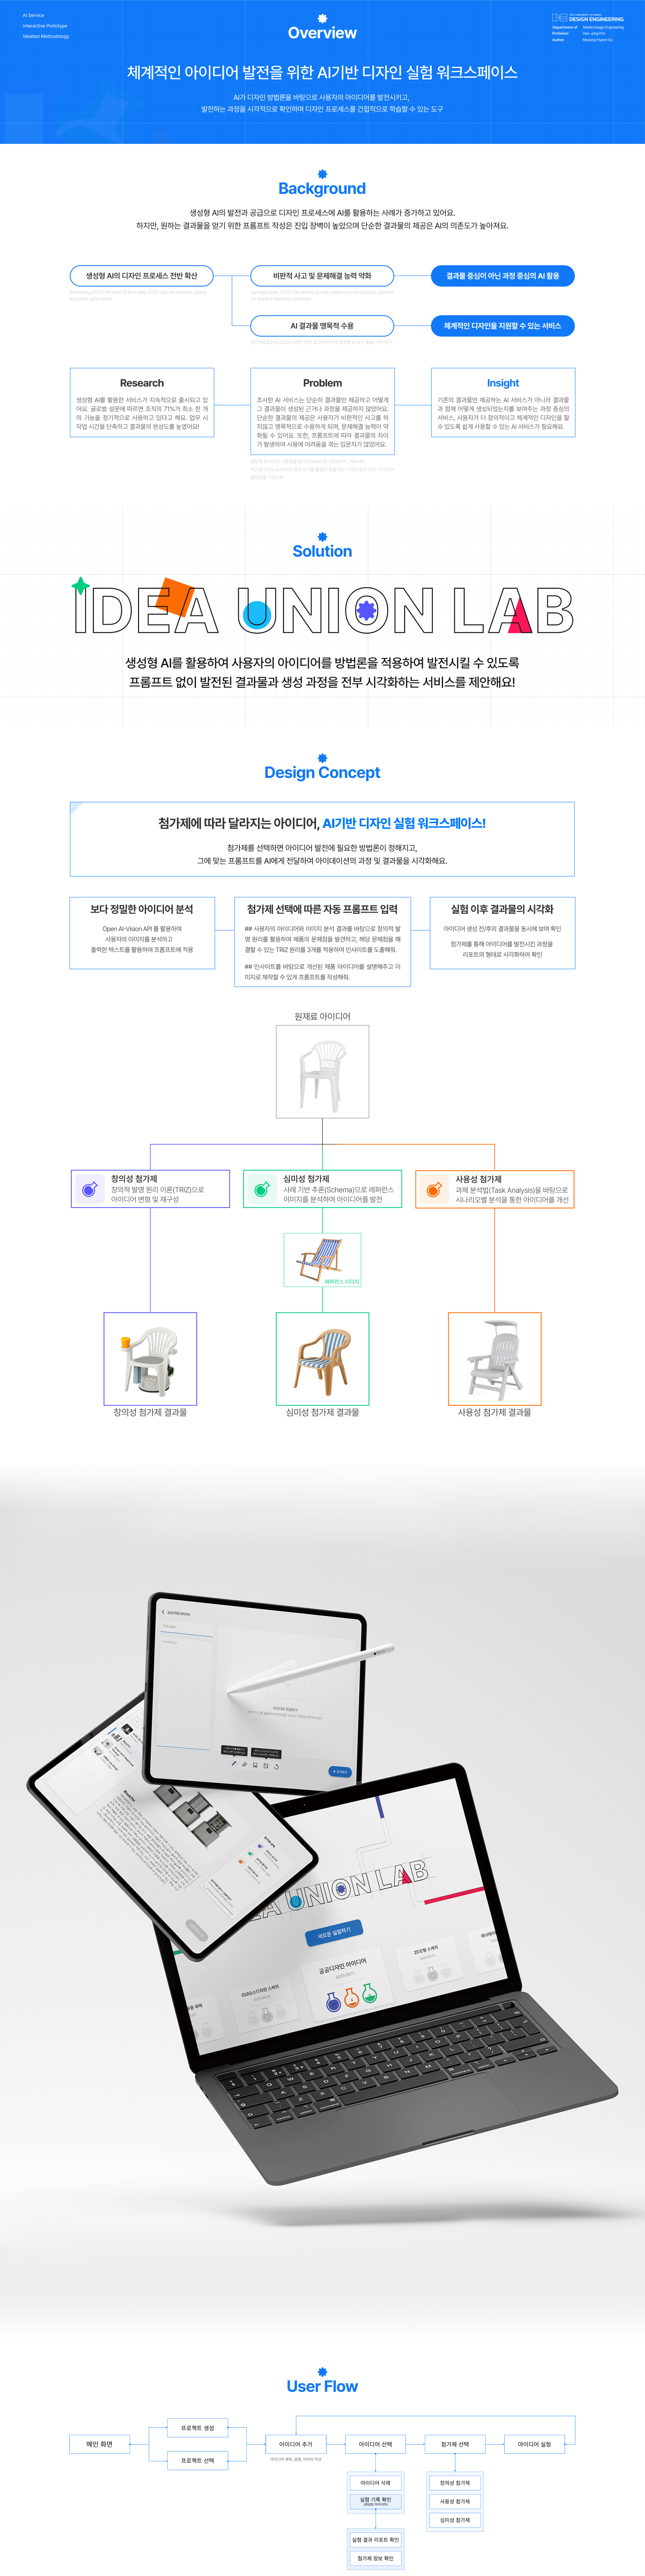 AI Service
Interactive Prototype
Ideation Methodology
DESIGN ENGINEERING
Department of Media Design Engineering
Professor
Author
Overview
체계적인 아이디어 발전을 위한 AI기반 디자인 실험 워크스페이스
AI가 디자인 방법론을 바탕으로 사용자의 아이디어를 발전시키고,
발전하는 과정을 시각적으로 확인하며 디자인 프로세스를 간접적으로 학습할 수 있는 도구
Background
생성형 AI의 발전과 공급으로 디자인 프로세스에 AI를 활용하는 사례가 증가하고 있어요.
하지만, 원하는 결과물을 얻기 위한 프롬프트 작성은 진입 장벽이 높았으며 단순한 결과물의 제공은 AI의 의존도가 높아져요.
생성형 AI의 디자인 프로세스 전반 확산
비판적 사고 및 문제해결 능력 약화
결과물 중심이 아닌 과정 중심의 AI 활용
AI 결과물 맹목적 수용
체계적인 디자인을 지원할 수 있는 서비스
Research
생성형 AI를 활용한 서비스가 지속적으로 출시되고 있
어요. 글로벌 설문에 따르면 조직의 71%가 최소 한 개
의 기능을 정기적으로 사용하고 있다고 해요. 업무 시
작업 시간을 단축하고 결과물의 완성도를 높였어요!
Problem
조사한 AI 서비스는 단순히 결과물만 제공하고 어떻게
그 결과물이 생성된 근거나 과정을 제공하지 않았어요.
단순한 결과물의 제공은 사용자가 비판적인 사고를 하
지않고 맹목적으로 수용하게 되며, 문제해결 능력이 약
화될 수 있어요. 또한, 프롬프트에 따라 결과물의 차이
가 발생하며 사용에 어려움을 겪는 입문자가 많았어요.
Insight
기존의 결과물만 제공하는 AI 서비스가 아니라 결과물
과 함께 어떻게 생성되었는지를 보여주는 과정 중심의
서비스, 사용자가 더 창의적이고 체계적인 디자인을 할
수 있도록 쉽게 사용할 수 있는 AI 서비스가 필요해요.
Solution
IDEA UNION LAB
생성형 AI를 활용하여 사용자의 아이디어를 방법론을 적용하여 발전시킬 수 있도록
프롬프트 없이 발전된 결과물과 생성 과정을 전부 시각화하는 서비스를 제안해요!
Design Concept
첨가제에 따라 달라지는 아이디어, AI기반 디자인 실험 워크스페이스!
첨가제를 선택하면 아이디어 발전에 필요한 방법론이 정해지고,
그에 맞는 프롬프트를 AI에게 전달하여 아이데이션의 과정 및 결과물을 시각화해요.
보다 정밀한 아이디어 분석
Open AI-Vision API 를 활용하여
사용자의 이미지를 분석하고
출력한 텍스트를 활용하여 프롬프트에 적용
첨가제 선택에 따른 자동 프롬프트 입력
## 사용자의 아이디어와 이미지 분석 결과를 바탕으로 창의적 발
명 원리를 활용하여 제품의 문제점을 발견하고, 해당 문제점을 해
결할 수 있는 TRIZ 원리를 3개를 적용하여 인사이트를 도출해줘.
## 인사이트를 바탕으로 개선된 제품 아이디어를 설명해주고 이
미지로 제작할 수 있게 프롬프트를 작성해줘.
실험 이후 결과물의 시각화
아이디어 생성 전/후의 결과물을 동시에 보며 확인
첨가제를 통해 아이디어를 발전시킨 과정을
리포트의 형태로 시각화하여 확인
원재료 아이디어
창의성 첨가제
창의적 발명 원리 이론(TRIZ)으로
아이디어 변형 및 재구성
심미성 첨가제
사례 기반 추론(Schema)으로 레퍼런스
이미지를 분석하여 아이디어를 발전
사용성 첨가제
과제 분석법(Task Analysis)을 바탕으로
시나리오별 분석을 통한 아이디어를 개선
레퍼런스 이미지
창의성 첨가제 결과물
심미성 첨가제 결과물
사용성 첨가제 결과물
EA UNION LAB
새로운 실험하기
공공디자인 아이디어
2D조형 스케치
User Flow
메인 화면
프로젝트 생성
프로젝트 선택
아이디어 추가
아이디어 제목, 설명, 이미지 작성
아이디어 선택
첨가제 선택
아이디어 실험
아이디어 삭제
실험 기록 확인
창의성 첨가제
사용성 첨가제
심미성 첨가제
실험 결과 리포트 확인
첨가제 정보 확인